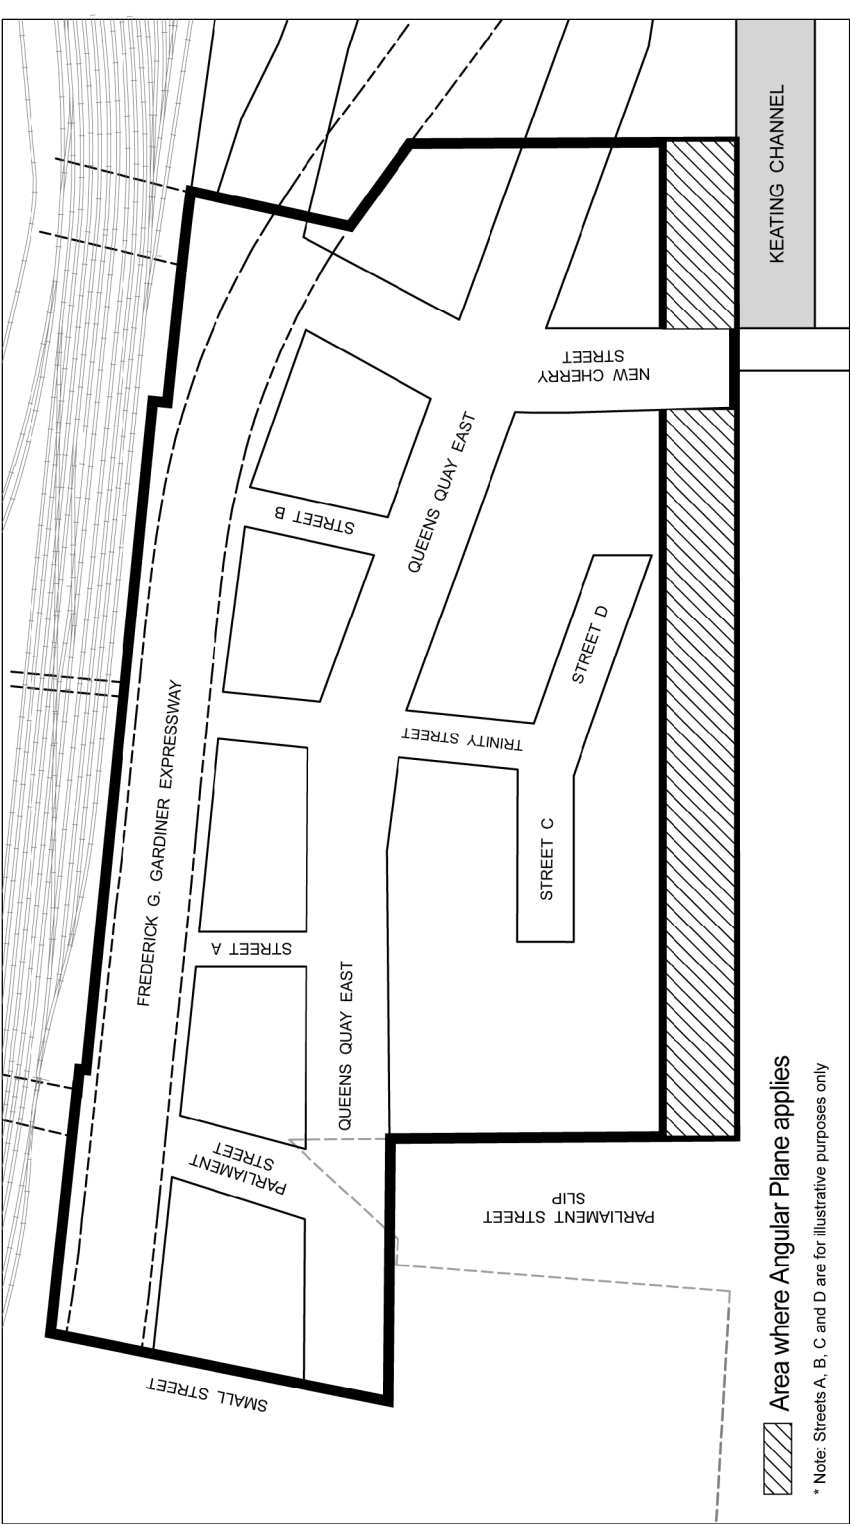 KEATING CHANNEL
NEW CHERRY
STREET
QUEENS QUAY EAST
STREET B
STREET D
TRINITY STREET
FREDERICK G. GARDINER EXPRESSWAY
STREET C
STREET A
QUEENS QUAY EAST
PARLIAMENT
STREET
PARLIAMENT STREET
SLIP
SMALL STREET
Area where Angular Plane applies
* Note: Streets A, B, C and D are for illustrative purposes only